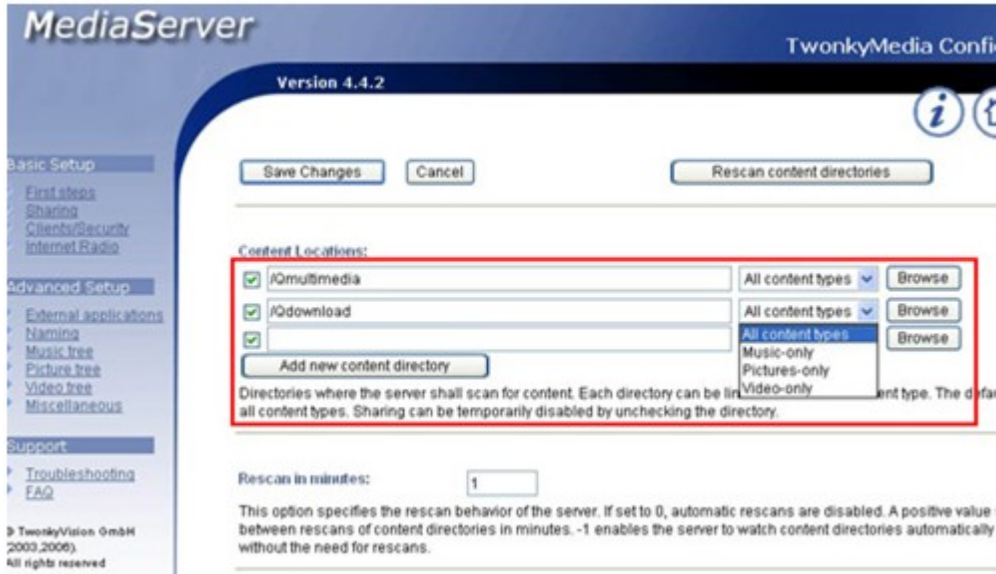 MediaServer
TwonkyMedia
Version 4.4.2
Basic Setup
First steps
Sharing
Clients/Security
Internet Radio
Advanced Setup
External applications
Naming
Music tree
Picture tree
Video tree
Miscellaneous
Support
Troubleshooting
FAQ
© TwonkyVision GmbH
(2003,2006).
All rights reserved
Save Changes Cancel Rescan content directories
Content Locations:
/Qmultimedia All content types Browse
/Qdownload All content types Browse
Browse
All content types
Music-only
Pictures-only
Video-only
Add new content directory
Directories where the server shall scan for content. Each directory can be ent type. The
all content types. Sharing can be temporarily disabled by unchecking the directory.
Rescan in minutes: 1
This option specifies the rescan behavior of the server. If set to 0, automatic rescans are disabled. A positive value
between rescans of content directories in minutes. -1 enables the server to watch content directories automatically
without the need for rescans.